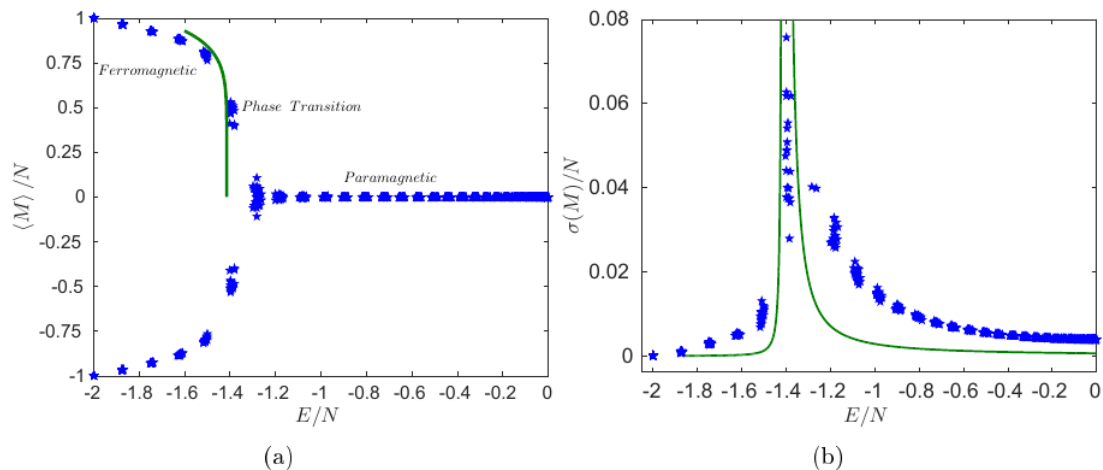 1
0.75
0.5
0.25
0
-0.25
-0.5
-0.75
-1
⟨M⟩/N
Ferromagnetic
Phase Transition
Paramagnetic
-2 -1.8 -1.6 -1.4 -1.2 -1 -0.8 -0.6 -0.4 -0.2 0
E/N
(a)
0.08
0.06
0.04
0.02
0
σ(M)/N
-2 -1.8 -1.6 -1.4 -1.2 -1 -0.8 -0.6 -0.4 -0.2 0
E/N
(b)